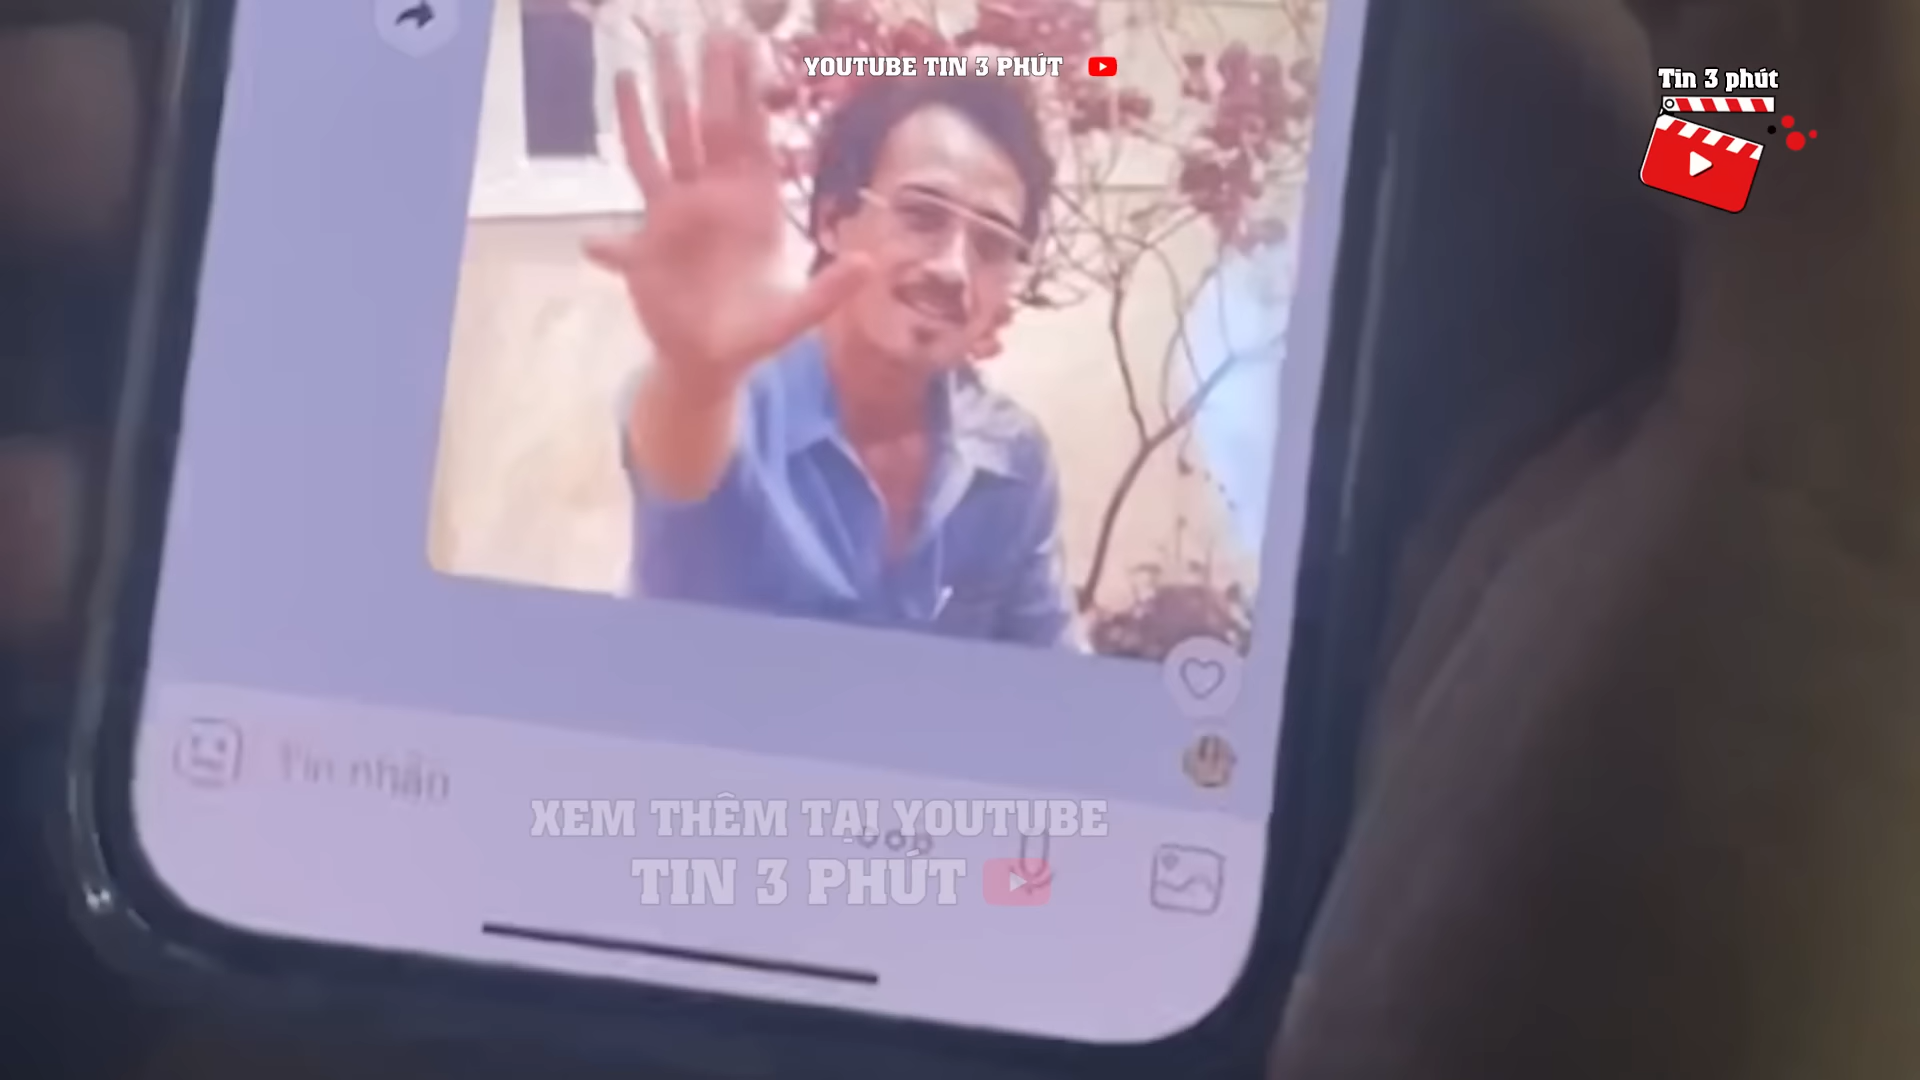 YOUTUBE TIN 3 PHÚT
Tin 3 phút
Tin nhắn
XEM THÊM TẠI YOUTUBE
TIN 3 PHÚT